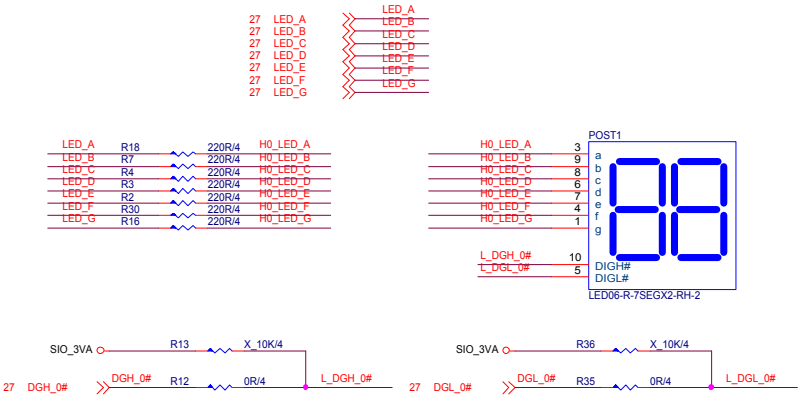 LED_A
27 LED_A
LED_B
27 LED_B
LED_C
27 LED_C
LED_D
27 LED_D
LED_E
27 LED_E
LED_F
27 LED_F
LED_G
27 LED_G
POST1
LED_A R18 220R/4 H0_LED_A
LED_B R7 220R/4 H0_LED_B
LED_C R4 220R/4 H0_LED_C
LED_D R3 220R/4 H0_LED_D
LED_E R2 220R/4 H0_LED_E
LED_F R30 220R/4 H0_LED_F
LED_G R16 220R/4 H0_LED_G
H0_LED_A 3 a
H0_LED_B 9 b
H0_LED_C 8 c
H0_LED_D 6 d
H0_LED_E 7 e
H0_LED_F 4 f
H0_LED_G 1 g
L_DGH_0# 10 DIGH#
L_DGL_0# 5 DIGL#
LED06-R-7SEGX2-RH-2
SIO_3VA R13 X_10K/4
27 DGH_0# DGH_0# R12 0R/4 L_DGH_0#
SIO_3VA R36 X_10K/4
27 DGL_0# DGL_0# R35 0R/4 L_DGL_0#